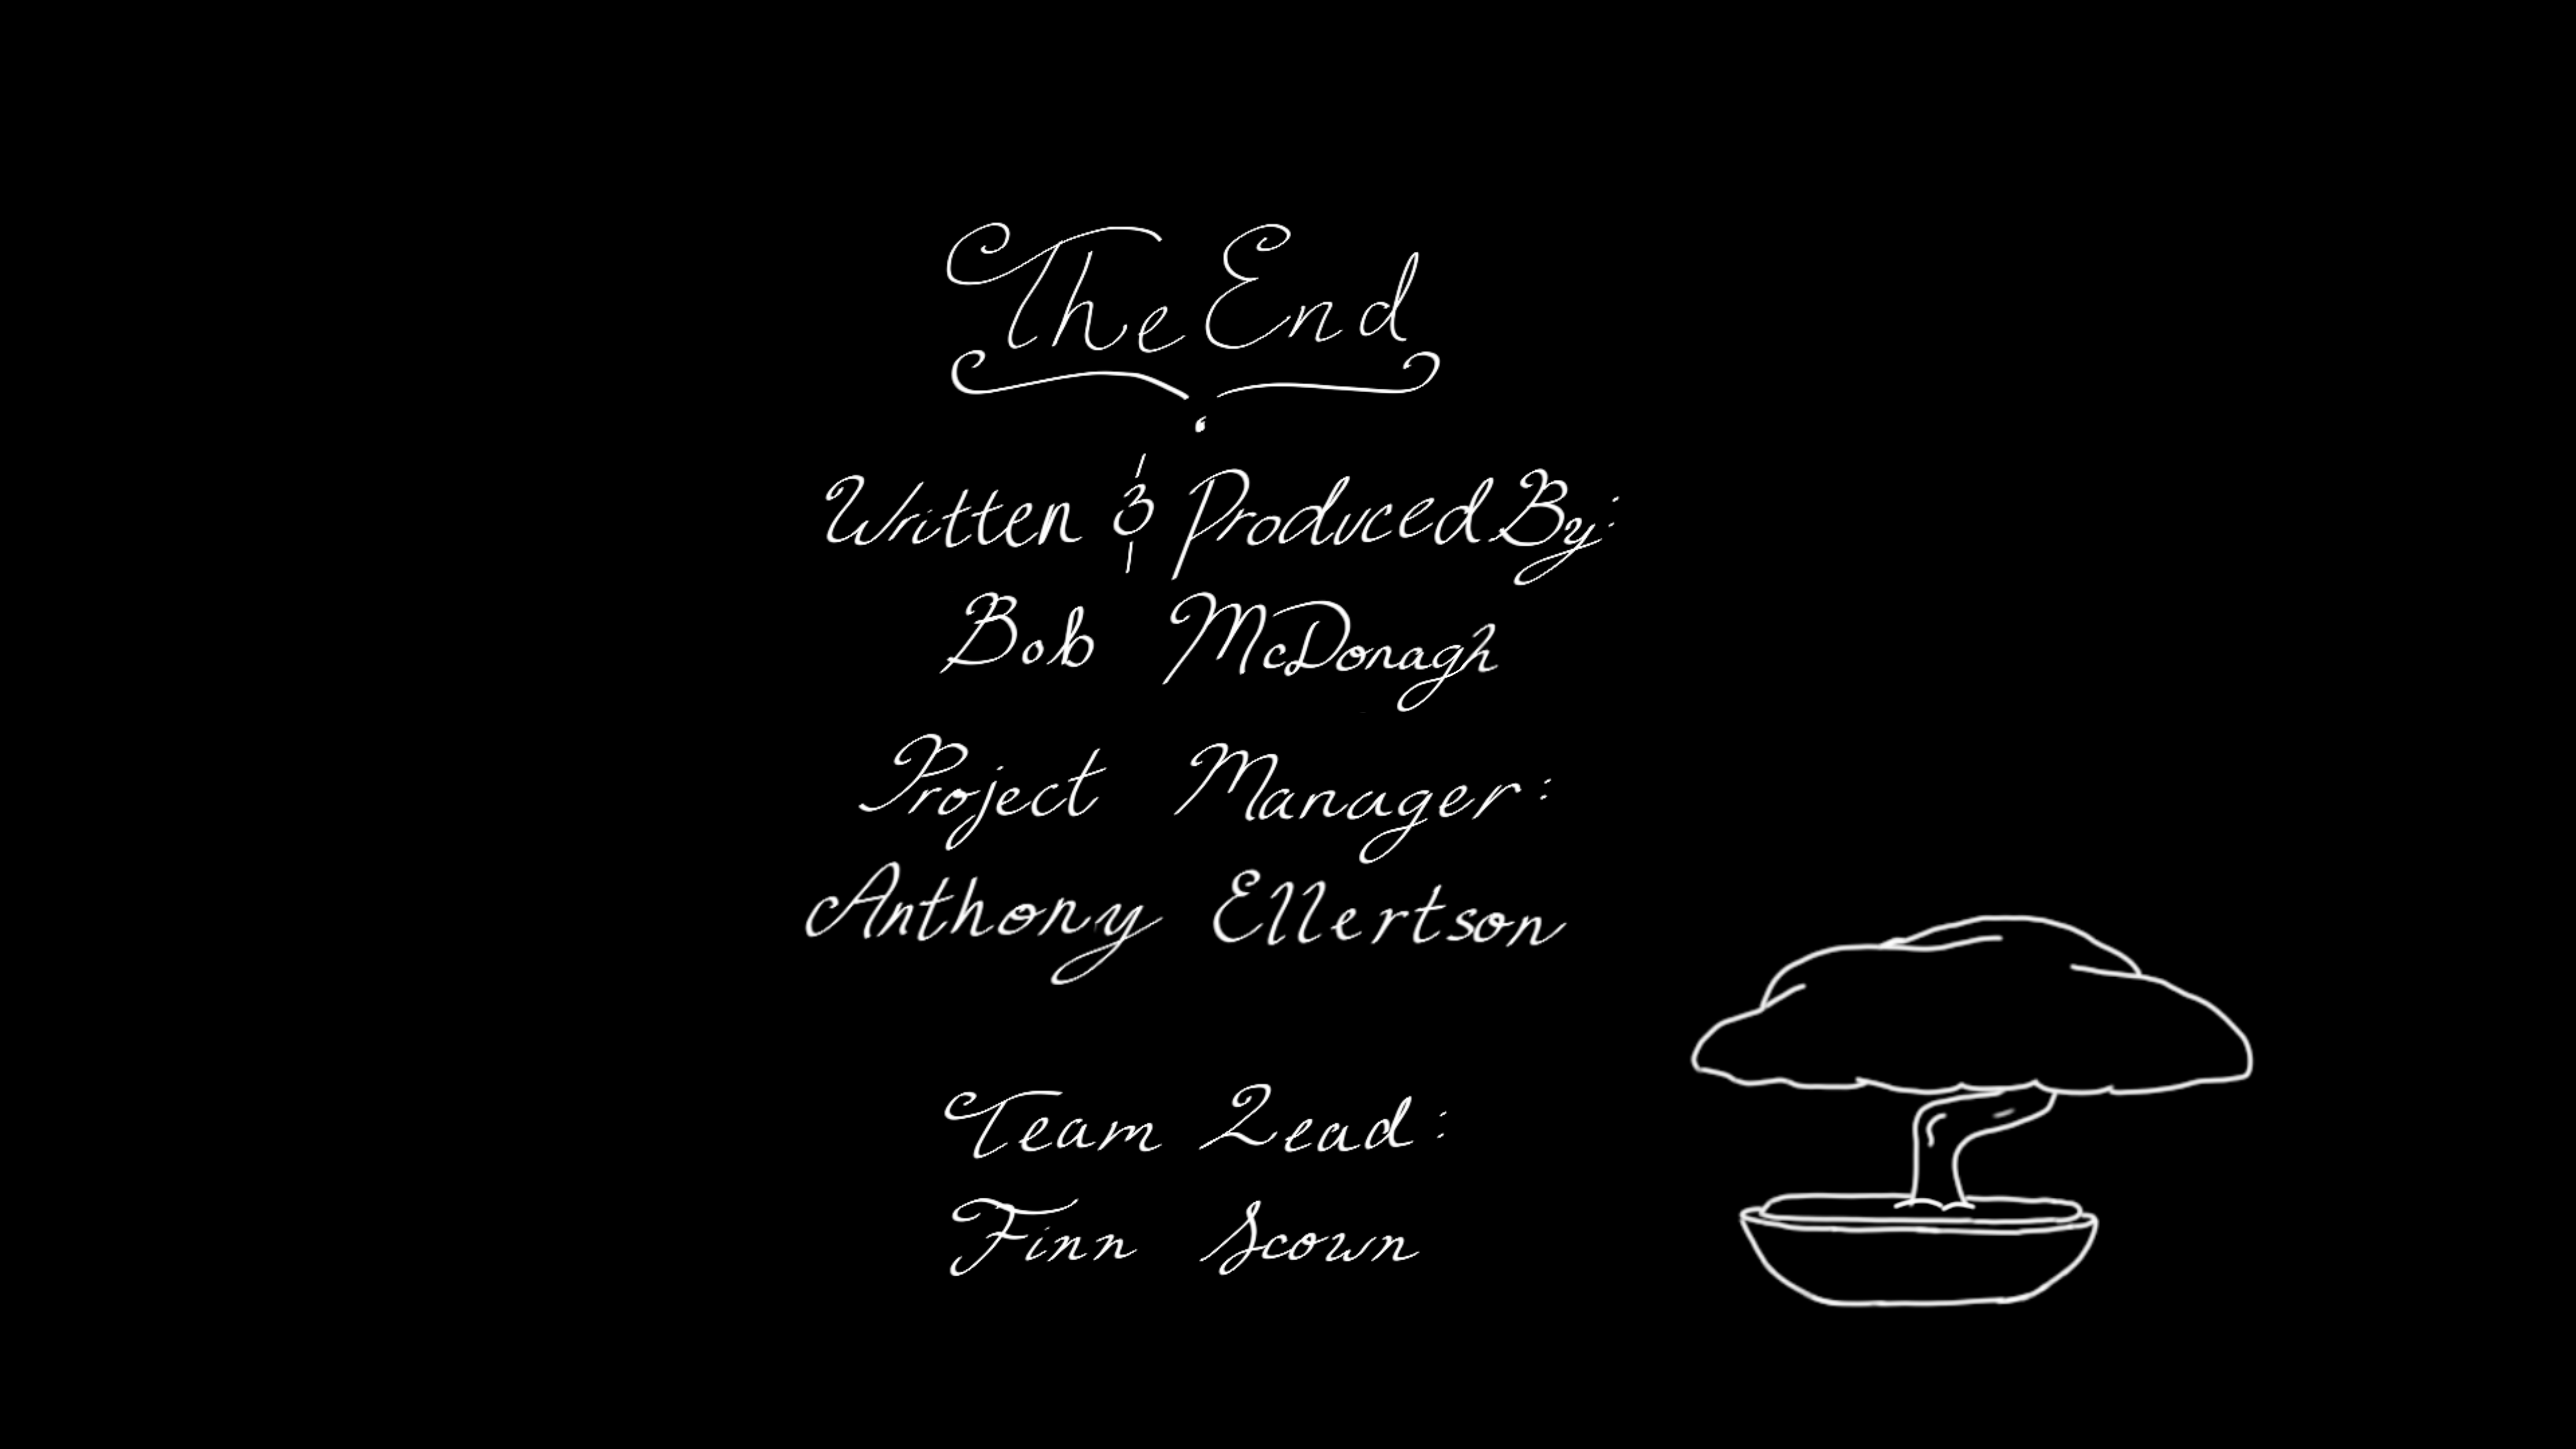 The End
Written & Produced By:
Bob McDonagh
Project Manager:
Anthony Ellertson
Team Lead:
Finn Scown